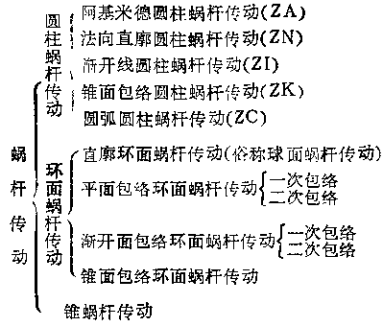 蜗杆传动
圆柱蜗杆传动
阿基米德圆柱蜗杆传动(ZA)
法向直廓圆柱蜗杆传动(ZN)
渐开线圆柱蜗杆传动(ZI)
锥面包络圆柱蜗杆传动(ZK)
圆弧圆柱蜗杆传动(ZC)
环面蜗杆传动
直廓环面蜗杆传动(俗称球面蜗杆传动)
平面包络环面蜗杆传动
一次包络
二次包络
渐开面包络环面蜗杆传动
一次包络
二次包络
锥面包络环面蜗杆传动
锥蜗杆传动